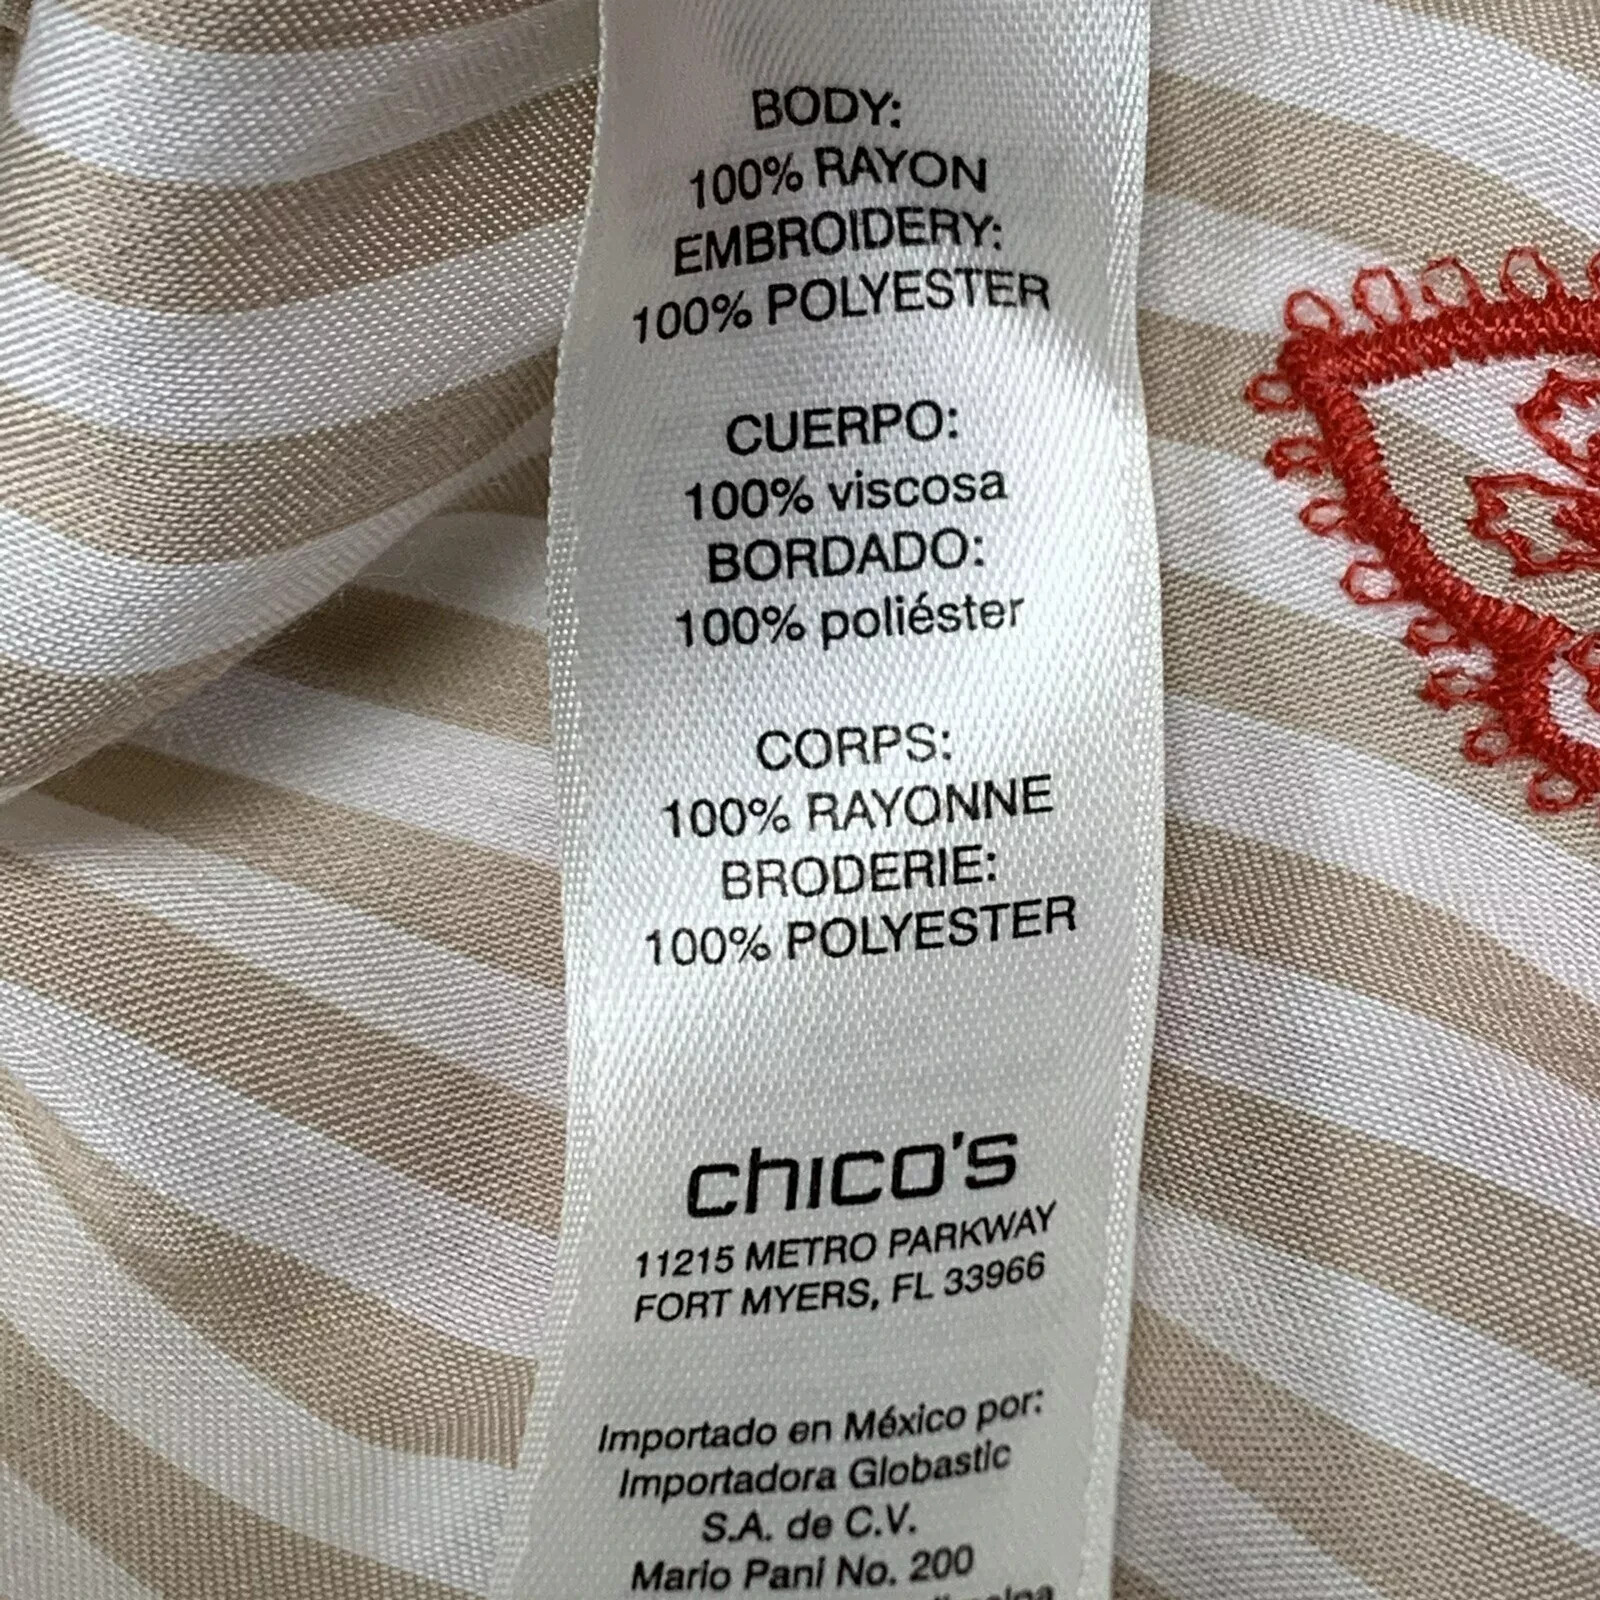 BODY:
100% RAYON
EMBROIDERY:
100% POLYESTER
CUERPO:
100% viscosa
BORDADO:
100% poliéster
CORPS:
100% RAYONNE
BRODERIE:
100% POLYESTER
chico's
11215 METRO PARKWAY
FORT MYERS, FL 33966
Importado en México por:
Importadora Globastic
S.A. de C.V.
Mario Pani No. 200